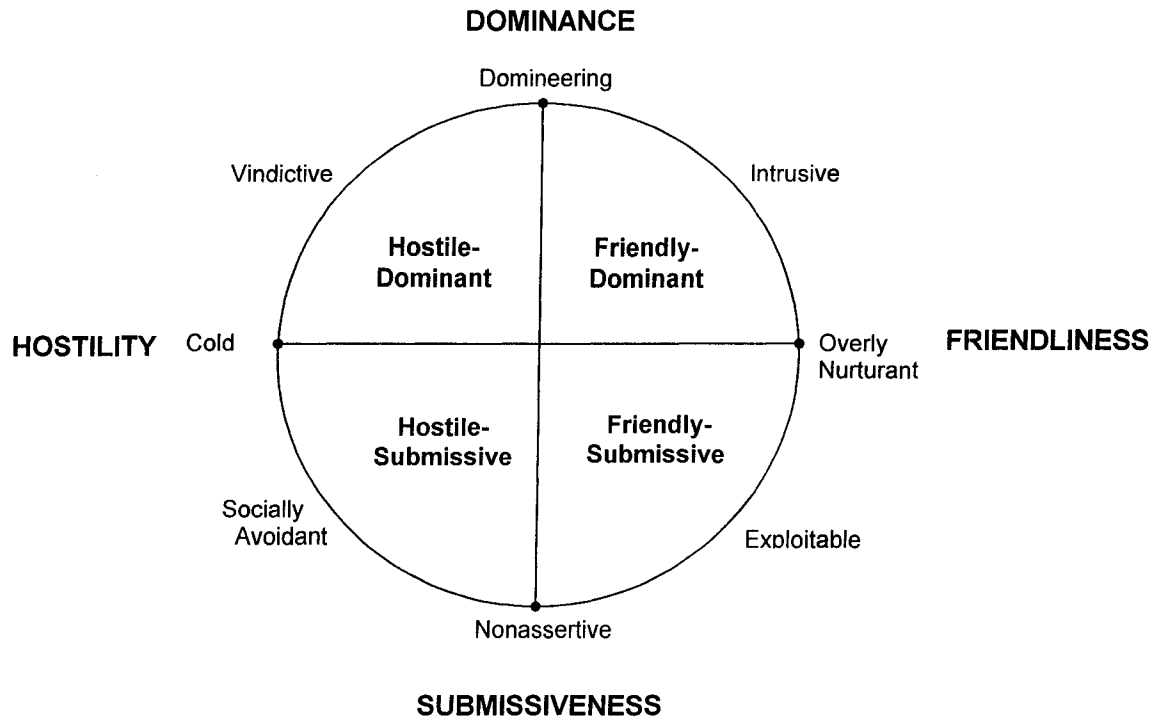 DOMINANCE
Domineering
Vindictive
Intrusive
Hostile-
Dominant
Friendly-
Dominant
HOSTILITY
Cold
Overly
Nurturant
FRIENDLINESS
Hostile-
Submissive
Friendly-
Submissive
Socially
Avoidant
Exploitable
Nonassertive
SUBMISSIVENESS